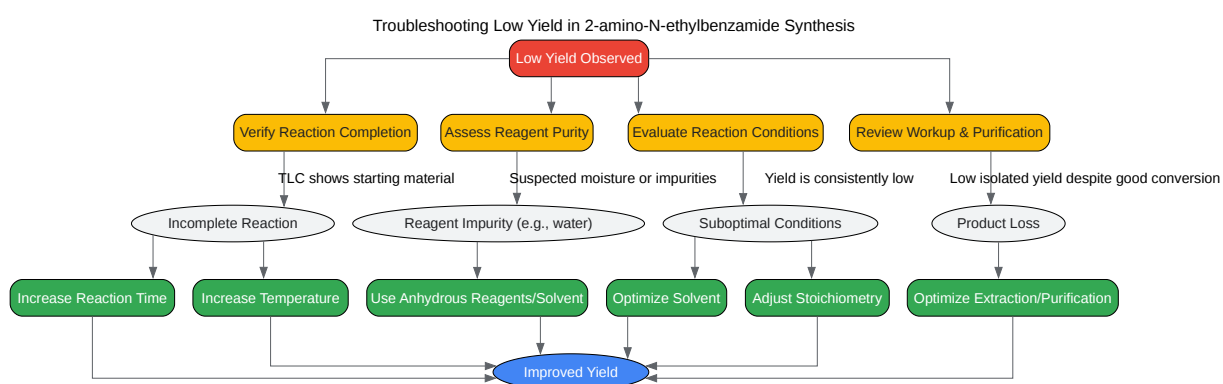 Troubleshooting Low Yield in 2-amino-N-ethylbenzamide Synthesis
Low Yield Observed
Verify Reaction Completion
Assess Reagent Purity
Evaluate Reaction Conditions
Review Workup & Purification
TLC shows starting material
Suspected moisture or impurities
Yield is consistently low
Low isolated yield despite good conversion
Incomplete Reaction
Reagent Impurity (e.g., water)
Suboptimal Conditions
Product Loss
Increase Reaction Time
Increase Temperature
Use Anhydrous Reagents/Solvent
Optimize Solvent
Adjust Stoichiometry
Optimize Extraction/Purification
Improved Yield